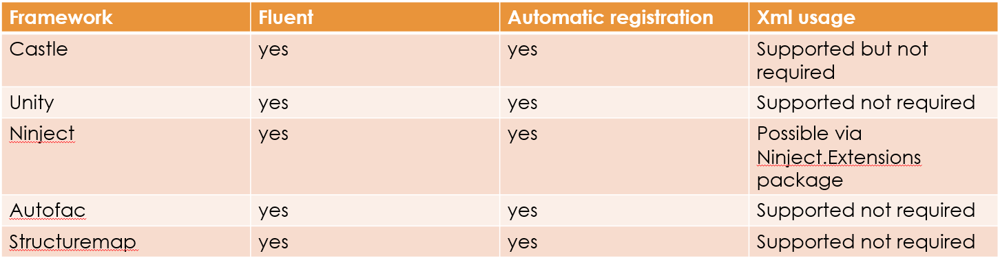 Framework Fluent Automatic registration Xml usage
Castle yes yes Supported but not
required
Unity yes yes Supported not required
Ninject yes yes Possible via
Ninject.Extensions
package
Autofac yes yes Supported not required
Structuremap yes yes Supported not required